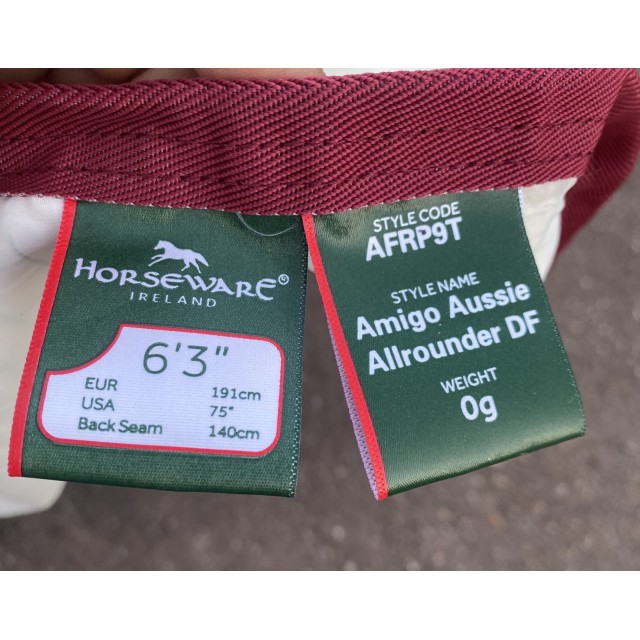 HORSEWARE®
IRELAND
6'3"
EUR 191cm
USA 75"
Back Seam 140cm
STYLE CODE
AFRP9T
STYLE NAME
Amigo Aussie
Allrounder DF
WEIGHT
0g